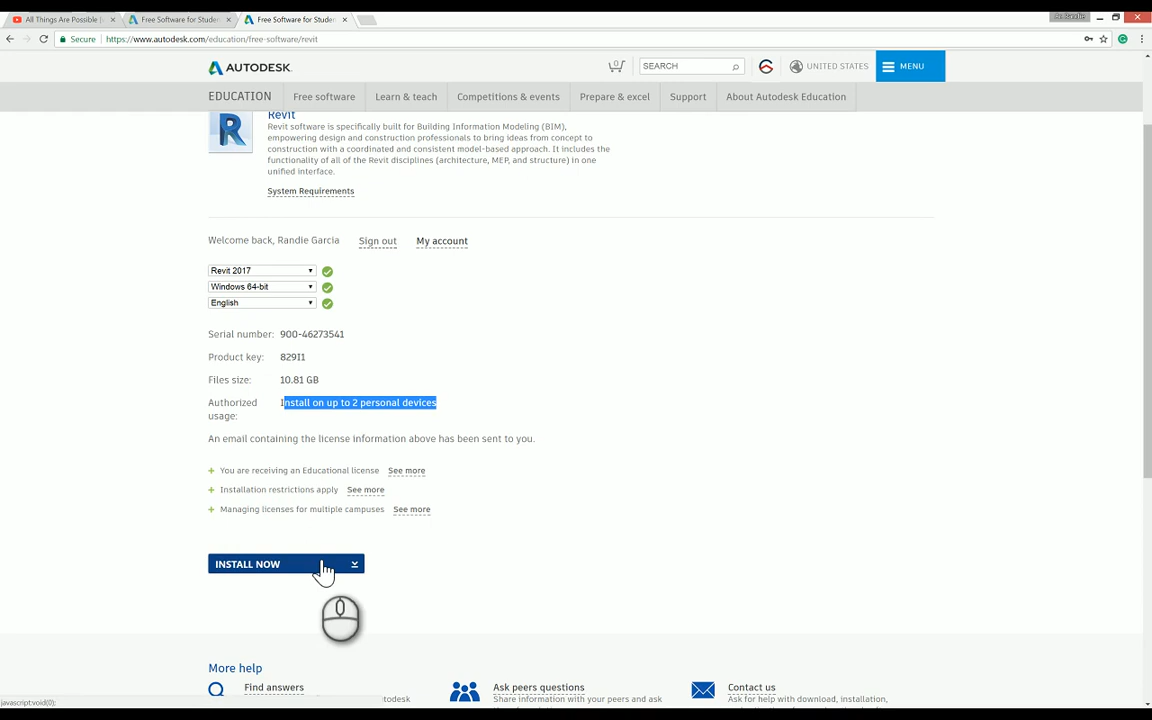 All Things Are Possible |
Free Software for Studen
Free Software for Studen
Secure
https://www.autodesk.com/education/free-software/revit
AUTODESK.
0
SEARCH
UNITED STATES
MENU
EDUCATION
Free software
Learn & teach
Competitions & events
Prepare & excel
Support
About Autodesk Education
R
Revit
Revit software is specifically built for Building Information Modeling (BIM),
empowering design and construction professionals to bring ideas from concept to
construction with a coordinated and consistent model-based approach. It includes the
functionality of all of the Revit disciplines (architecture, MEP, and structure) in one
unified interface.
System Requirements
Welcome back, Randie Garcia
Sign out
My account
Revit 2017
Windows 64-bit
English
Serial number: 900-46273541
Product key: 829I1
Files size: 10.81 GB
Authorized Install on up to 2 personal devices
usage:
An email containing the license information above has been sent to you.
+ You are receiving an Educational license See more
+ Installation restrictions apply See more
+ Managing licenses for multiple campuses See more
INSTALL NOW
More help
Find answers
Ask peers questions
Contact us
utodesk
Share information with your peers and ask
Ask for help with download, installation,
javascript:void(0);